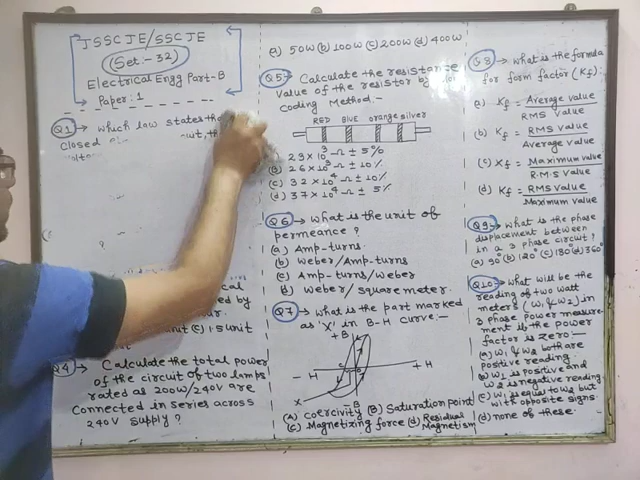 JSSCJE/SSCJE
(Set:- 32)
Electrical Engg Part-B
→ Paper: 1
Q1 → which law states tha
closed
cal
ed by
unit (C) 1.5 unit
Q4 → Calculate the total power
of the circuit of two lamps
rated as 200W/240V are
connected in series across
240V supply?
a) 50W (b) 100W (c) 200W (d) 400W
Q5 → Calculate the resistance
value of the resistor by
coding Method.-
RED BLUE orange silver
23×10³ Ω ± 5%
(B) 26×10³ Ω ± 10%
(c) 32×10⁴ Ω ± 10%
(d) 37×10⁴ Ω ± 5%
Q6 → what is the unit of
permeance?
(a) Amp-turns
(b) Weber/Amp-turns
(c) Amp-turns/weber
(d) Weber/square meter
Q7 → what is the part marked
as 'X' in B-H curve:-
+B
- H
+ H
X
-B
(A) Coercivity (B) Saturation point
(C) Magnetizing force (d) Residual Magnetism
Q8 → what is the formula
for form factor (Kf):
a) Kf = Average value / RMS value
(b) Kf = RMS value / Average value
(c) Kf = Maximum value / R.M.S value
(d) Kf = RMS value / Maximum value
Q9 → what is the phase
displacement between
in a 3 phase circuit?
(a) 90° (b) 120° (c) 180° (d) 360°
Q10 → what will be the
reading of two watt
meters (W₁ & W₂) in
3 phase power measure-
ment if the power
factor is zero:—
(a) W₁ & W₂ both are
positive reading
(b) W₁ is positive and
W₂ is negative reading
(c) W₁ is equal to W₂ but
with opposite signs
(d) none of these